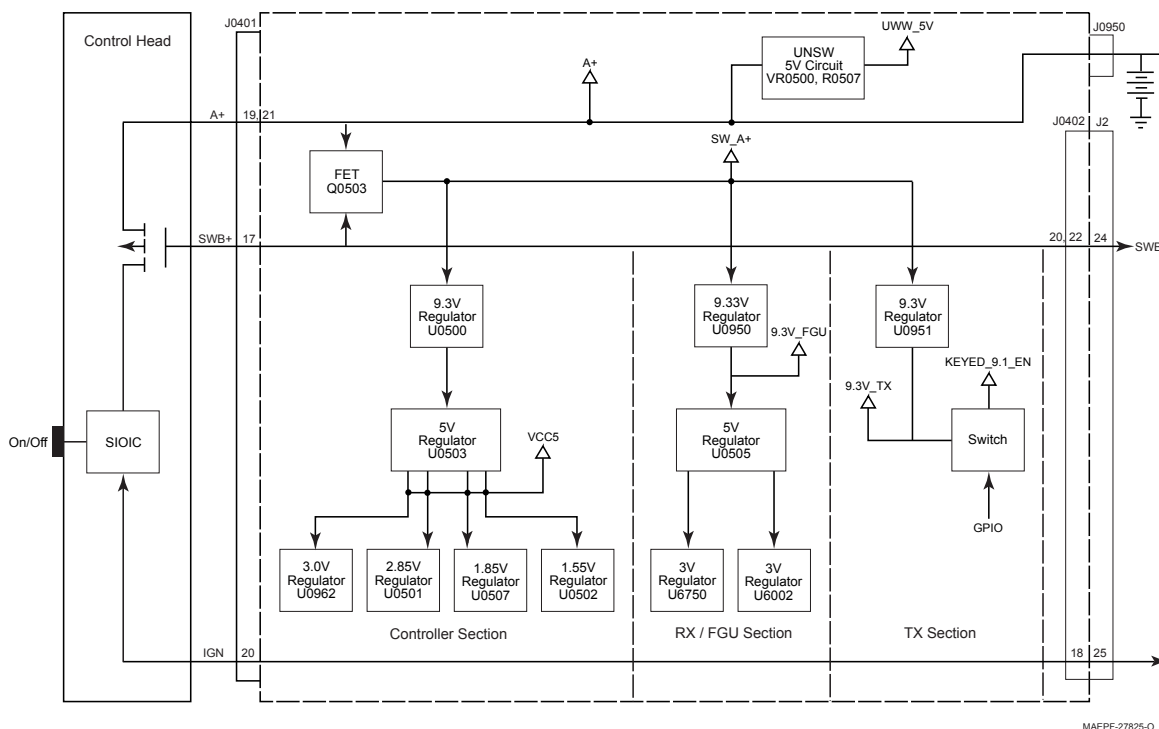 J0401
J0950
Control Head
UWW_5V
UNSW
5V Circuit
VR0500, R0507
A+
A+
19, 21
J0402
J2
SW_A+
FET
Q0503
SWB+
17
20, 22
24
SWB
9.3V
Regulator
U0500
9.33V
Regulator
U0950
9.3V
Regulator
U0951
9.3V_FGU
KEYED_9.1_EN
9.3V_TX
On/Off
SIOIC
5V
Regulator
U0503
VCC5
5V
Regulator
U0505
Switch
GPIO
3.0V
Regulator
U0962
2.85V
Regulator
U0501
1.85V
Regulator
U0507
1.55V
Regulator
U0502
3V
Regulator
U6750
3V
Regulator
U6002
Controller Section
RX / FGU Section
TX Section
IGN
20
18
25
MAEPF-27825-O